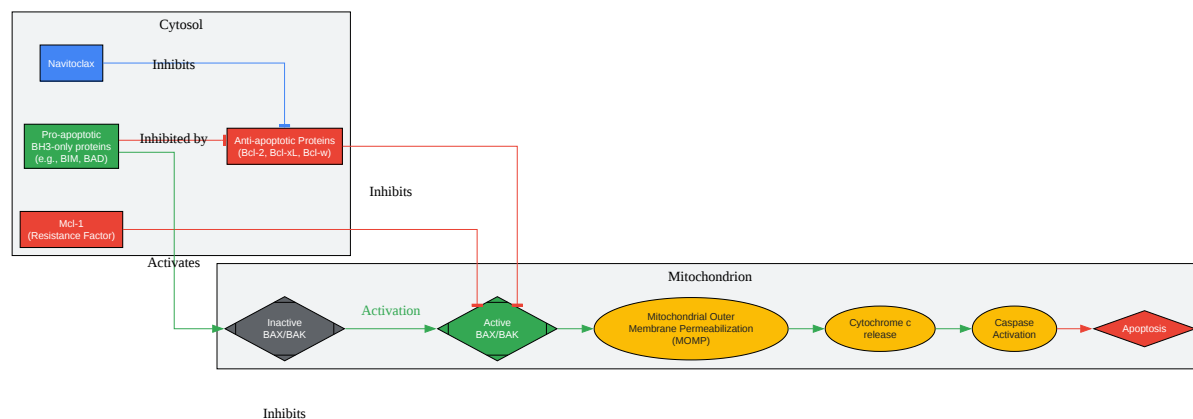 Cytosol
Navitoclax
Inhibits
Pro-apoptotic
BH3-only proteins
(e.g., BIM, BAD)
Inhibited by
Anti-apoptotic Proteins
(Bcl-2, Bcl-xL, Bcl-w)
Inhibits
Mcl-1
(Resistance Factor)
Activates
Mitochondrion
Inactive
BAX/BAK
Activation
Active
BAX/BAK
Mitochondrial Outer
Membrane Permeabilization
(MOMP)
Cytochrome c
release
Caspase
Activation
Apoptosis
Inhibits